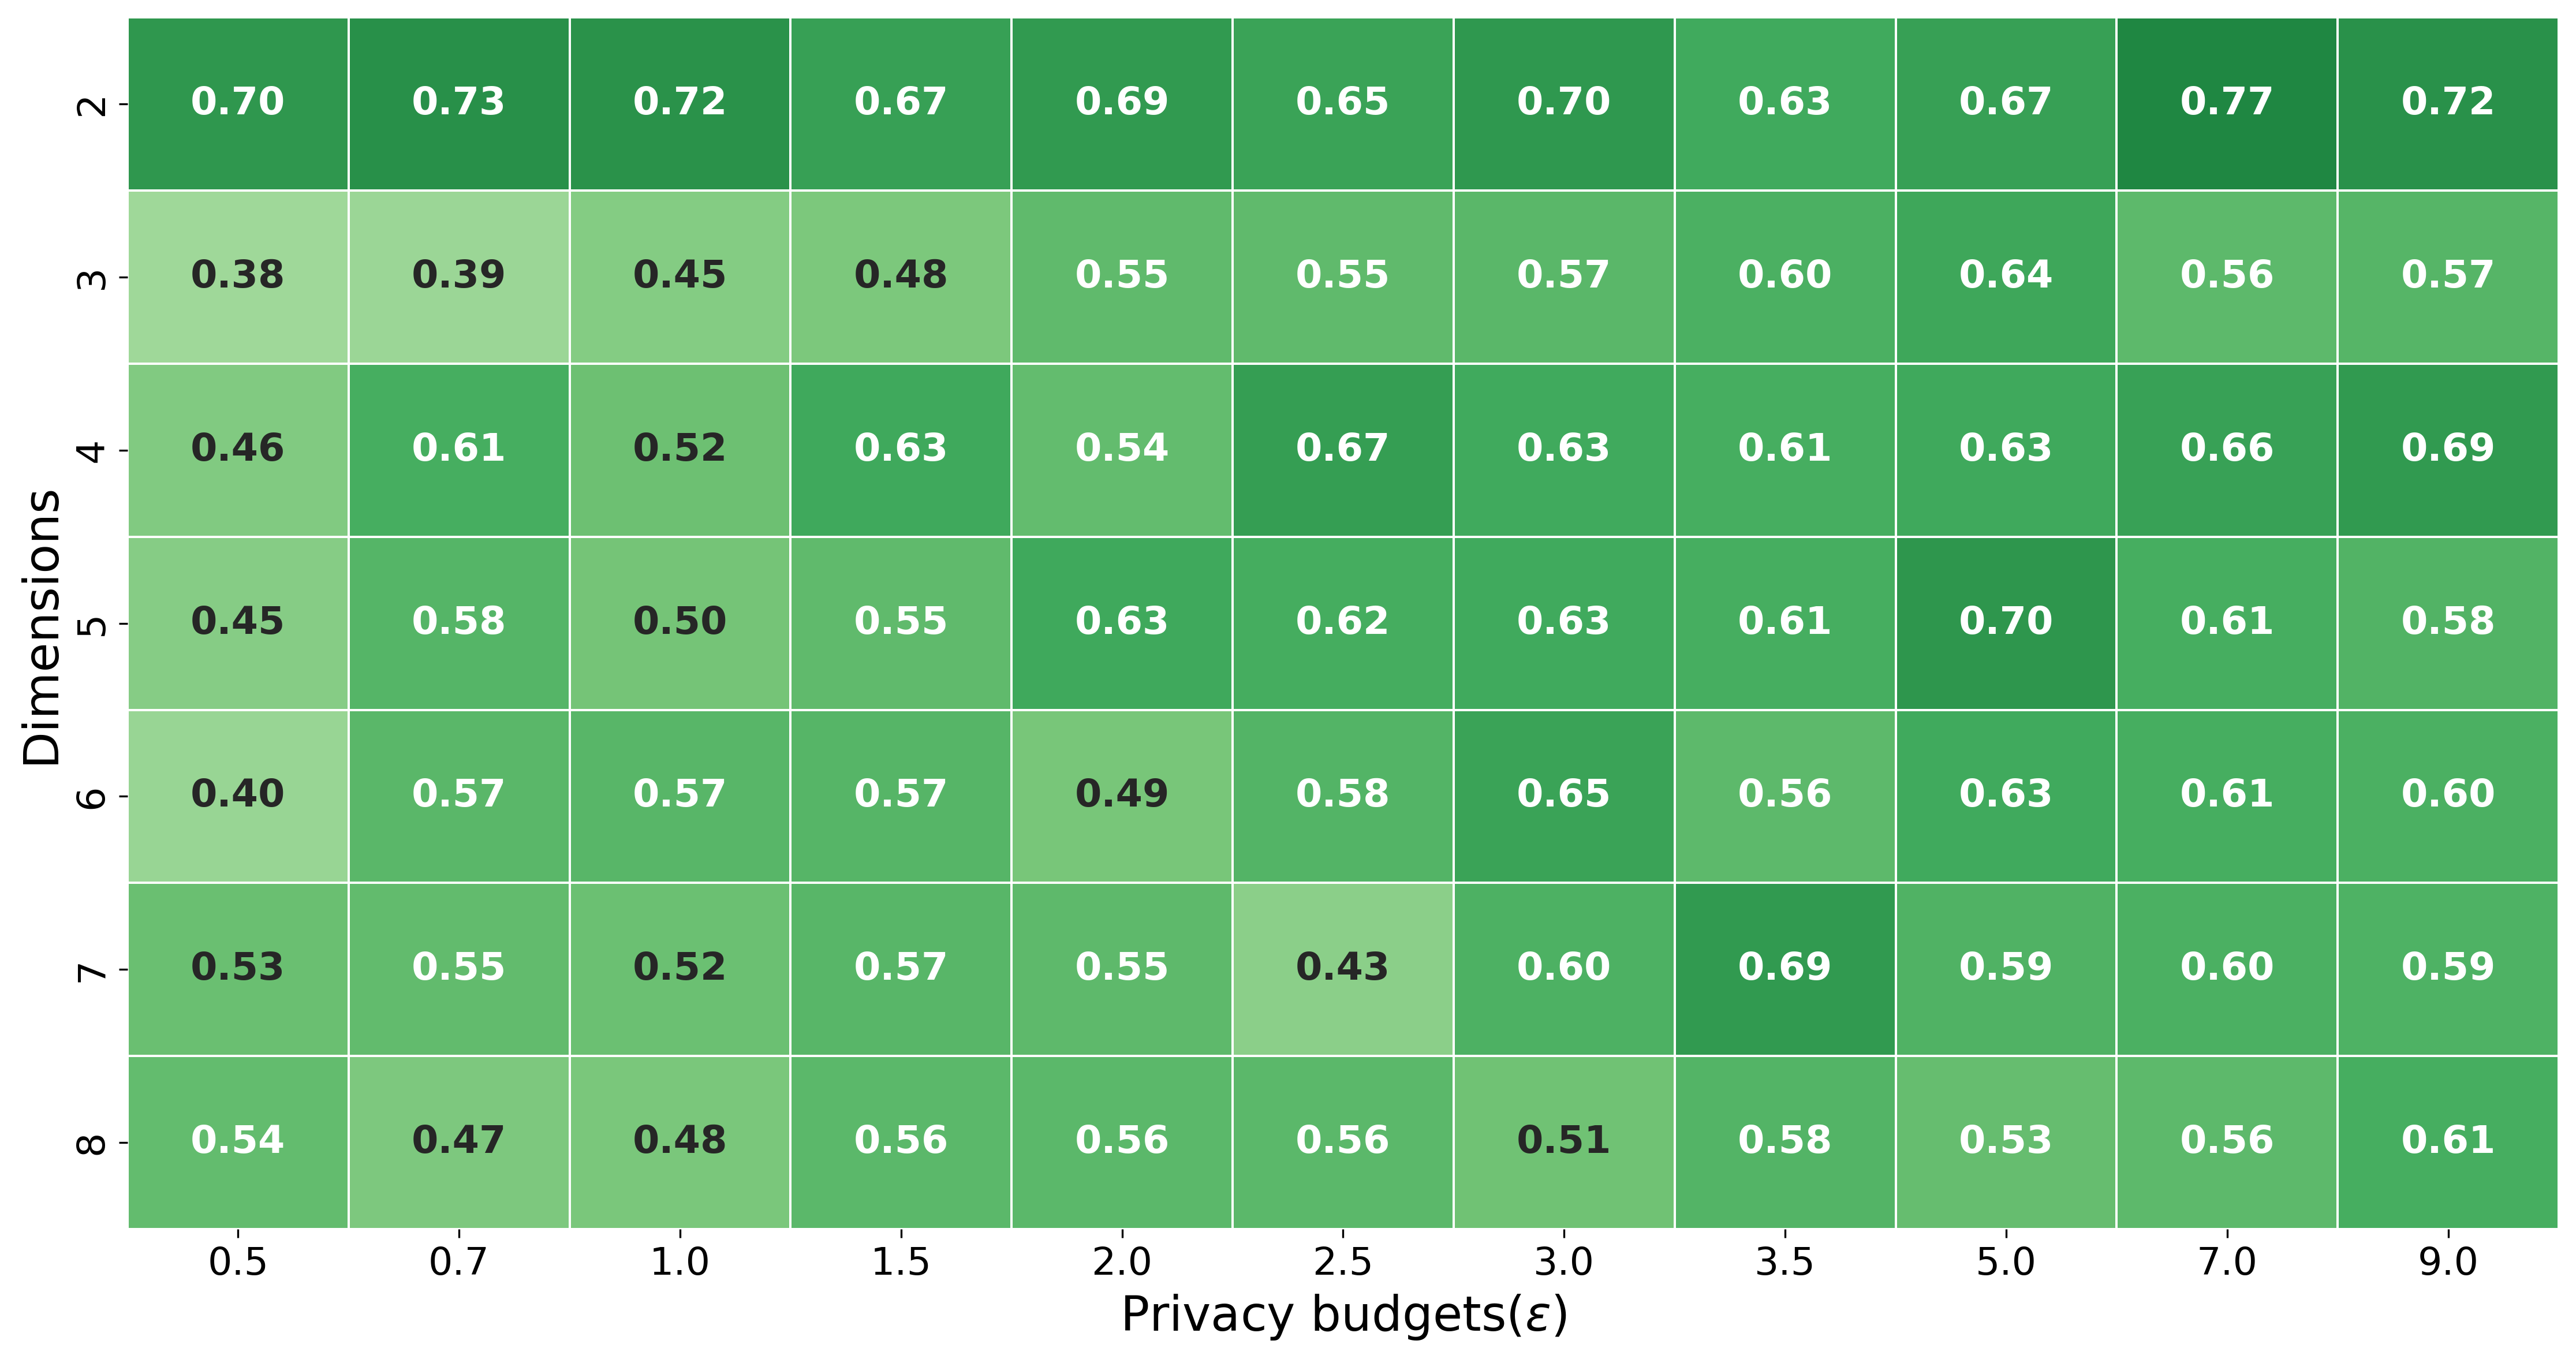 2 0.70 0.73 0.72 0.67 0.69 0.65 0.70 0.63 0.67 0.77 0.72
3 0.38 0.39 0.45 0.48 0.55 0.55 0.57 0.60 0.64 0.56 0.57
4 0.46 0.61 0.52 0.63 0.54 0.67 0.63 0.61 0.63 0.66 0.69
5 0.45 0.58 0.50 0.55 0.63 0.62 0.63 0.61 0.70 0.61 0.58
6 0.40 0.57 0.57 0.57 0.49 0.58 0.65 0.56 0.63 0.61 0.60
7 0.53 0.55 0.52 0.57 0.55 0.43 0.60 0.69 0.59 0.60 0.59
8 0.54 0.47 0.48 0.56 0.56 0.56 0.51 0.58 0.53 0.56 0.61
0.5 0.7 1.0 1.5 2.0 2.5 3.0 3.5 5.0 7.0 9.0
Privacy budgets(ε)
Dimensions